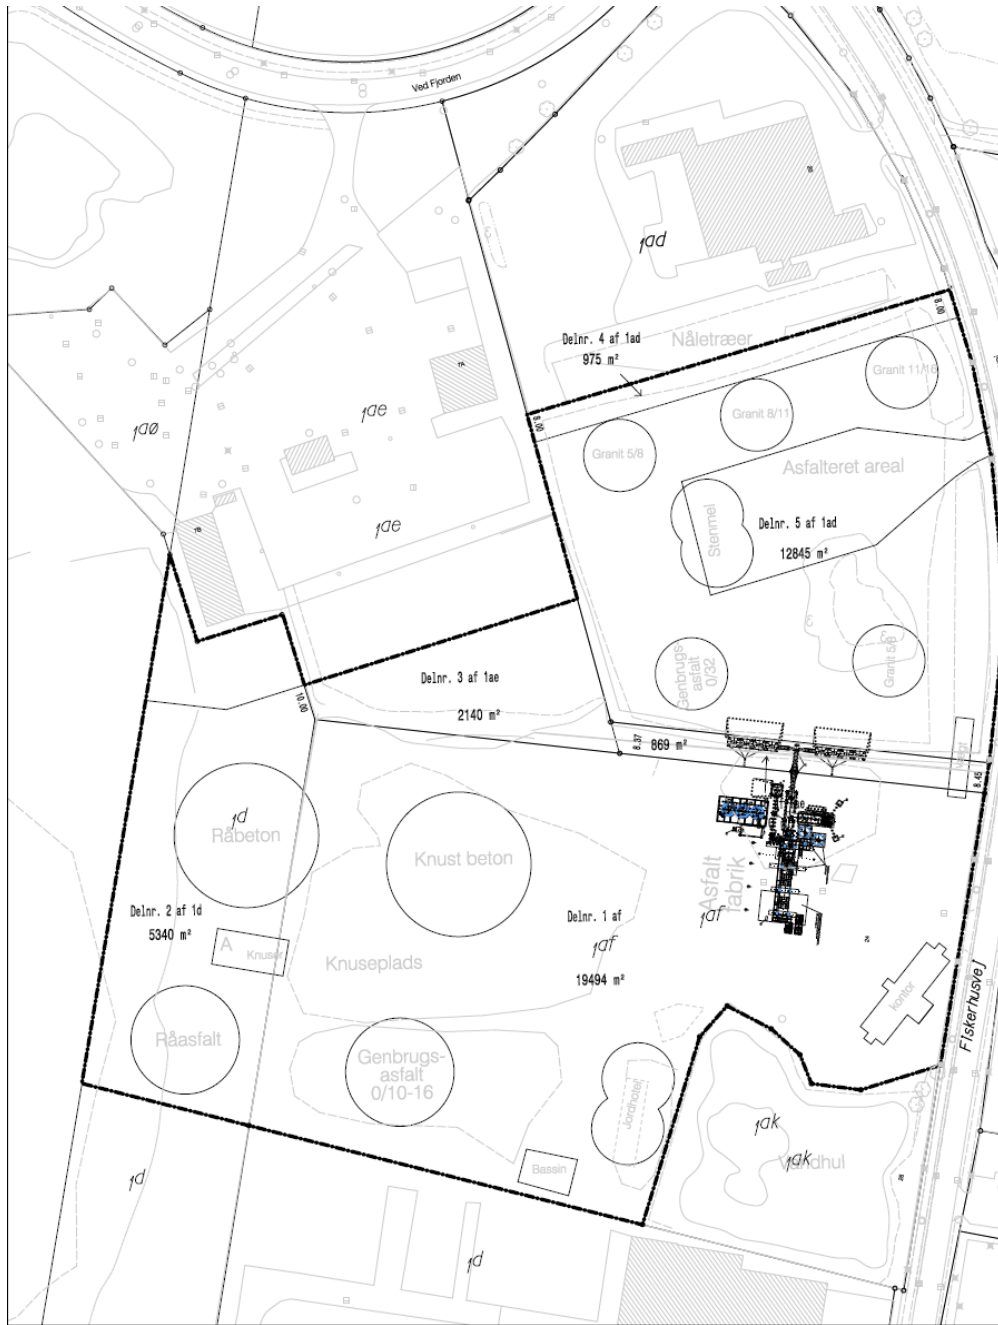 Ved Fjorden
1ad
Nåletræer
8.00
Delnr. 4 af 1ad
975 m²
Granit 11/16
7A
1ae
8.00
Granit 8/11
1aø
Granit 5/8
Asfalteret areal
1ae
7B
Stenmel
Delnr. 5 af 1ad
12845 m²
Genbrugs-
asfalt
0/32
Granit 5/8
Delnr. 3 af 1ae
2140 m²
10.00
8.37
869 m²
8.45
1d
Råbeton
Knust beton
Asfalt
fabrik
Delnr. 2 af 1d
5340 m²
Delnr. 1 af
1af
1af
19494 m²
A
Knuser
Knuseplads
kontor
Fiskerhusvej
Råasfalt
Genbrugs-
asfalt
0/10-16
Jordhotel
Bassin
1ak
1ak
Vandhul
1d
1d